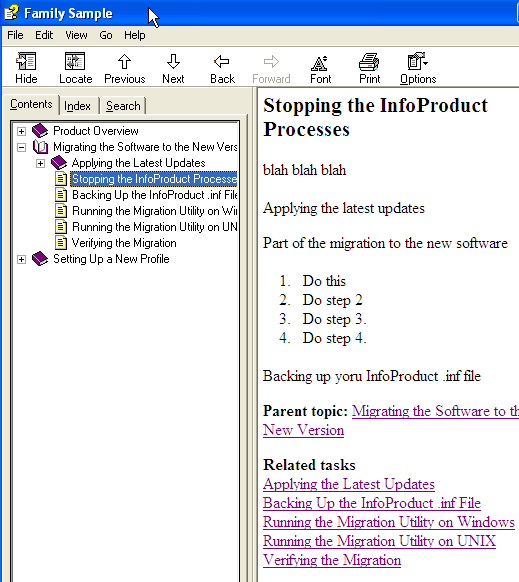 Family Sample
File Edit View Go Help
Hide Locate Previous Next Back Forward Font Print Options
Contents Index Search
Product Overview
Migrating the Software to the New Vers
Applying the Latest Updates
Stopping the InfoProduct Processe
Backing Up the InfoProduct .inf File
Running the Migration Utility on Wi
Running the Migration Utility on UN
Verifying the Migration
Setting Up a New Profile
Stopping the InfoProduct
Processes
blah blah blah
Applying the latest updates
Part of the migration to the new software
1. Do this
2. Do step 2
3. Do step 3.
4. Do step 4.
Backing up yoru InfoProduct .inf file
Parent topic: Migrating the Software to th
New Version
Related tasks
Applying the Latest Updates
Backing Up the InfoProduct .inf File
Running the Migration Utility on Windows
Running the Migration Utility on UNIX
Verifying the Migration